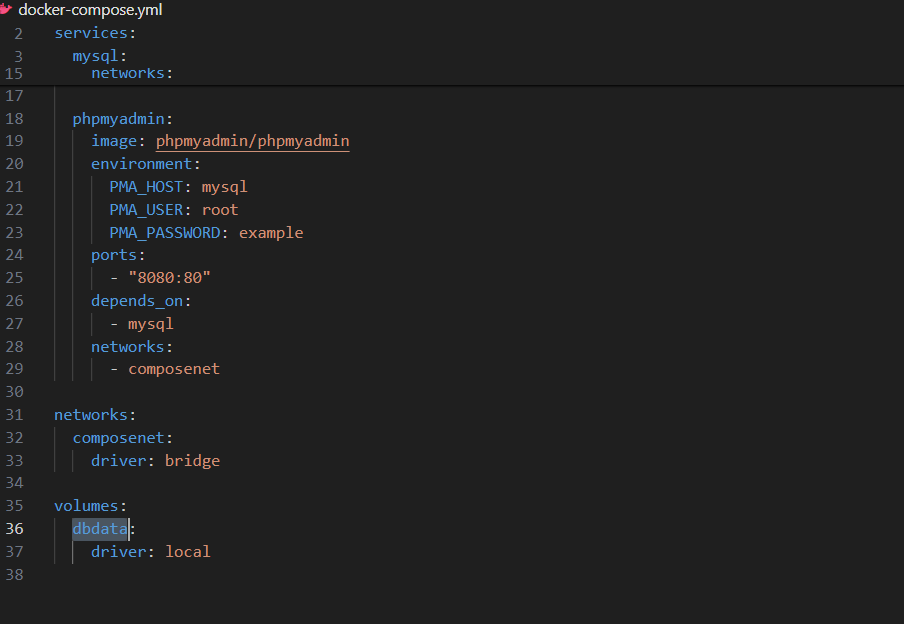 docker-compose.yml
2 services:
3 mysql:
15 networks:
17
18 phpmyadmin:
19 image: phpmyadmin/phpmyadmin
20 environment:
21 PMA_HOST: mysql
22 PMA_USER: root
23 PMA_PASSWORD: example
24 ports:
25 - "8080:80"
26 depends_on:
27 - mysql
28 networks:
29 - composenet
30
31 networks:
32 composenet:
33 driver: bridge
34
35 volumes:
36 dbdata:
37 driver: local
38